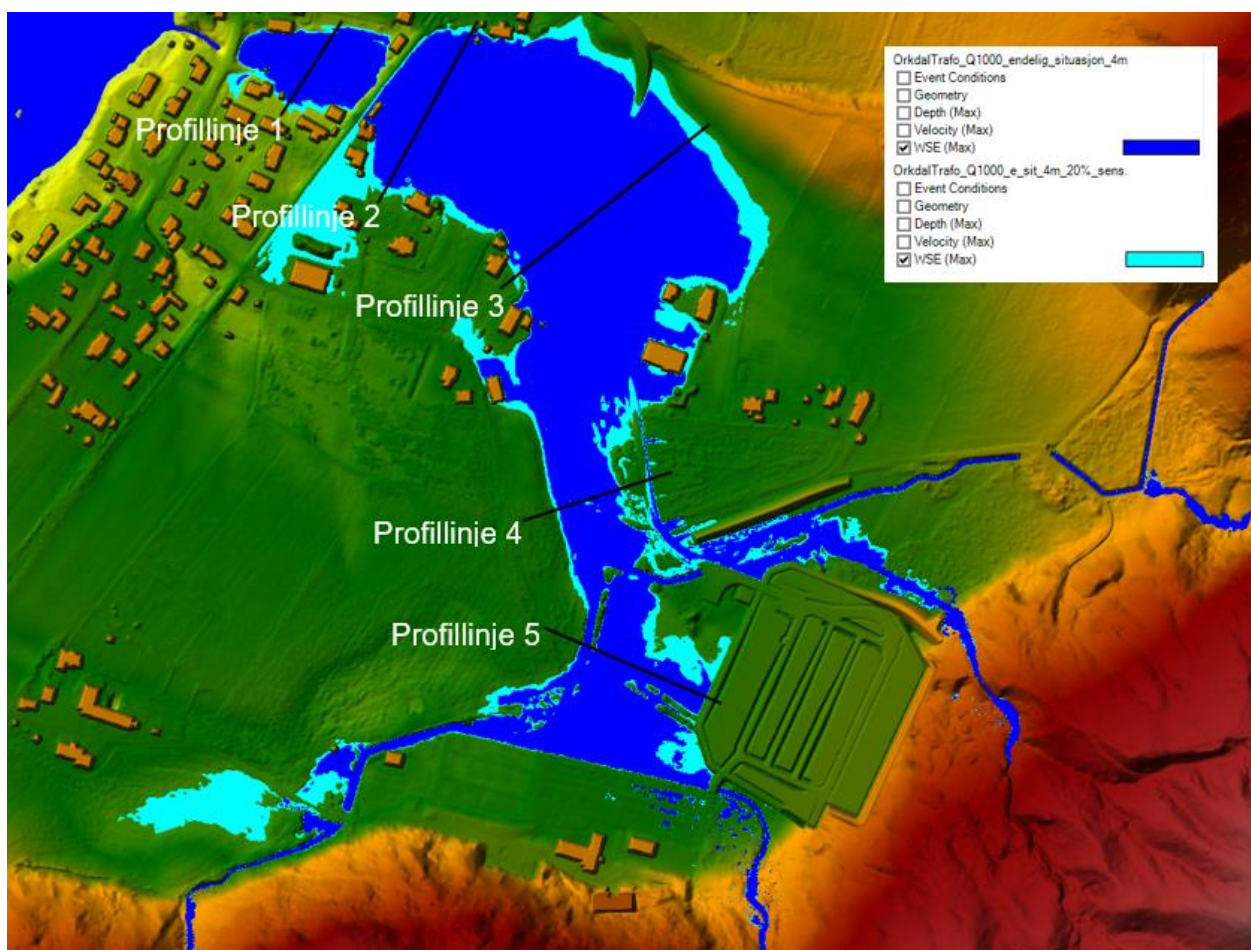 OrkdalTrafo_Q1000_endelig_situasjon_4m
Event Conditions
Geometry
Depth (Max)
Velocity (Max)
WSE (Max)
OrkdalTrafo_Q1000_e_sit_4m_20%_sens.
Event Conditions
Geometry
Depth (Max)
Velocity (Max)
WSE (Max)
Profillinje 1
Profillinje 2
Profillinje 3
Profillinje 4
Profillinje 5